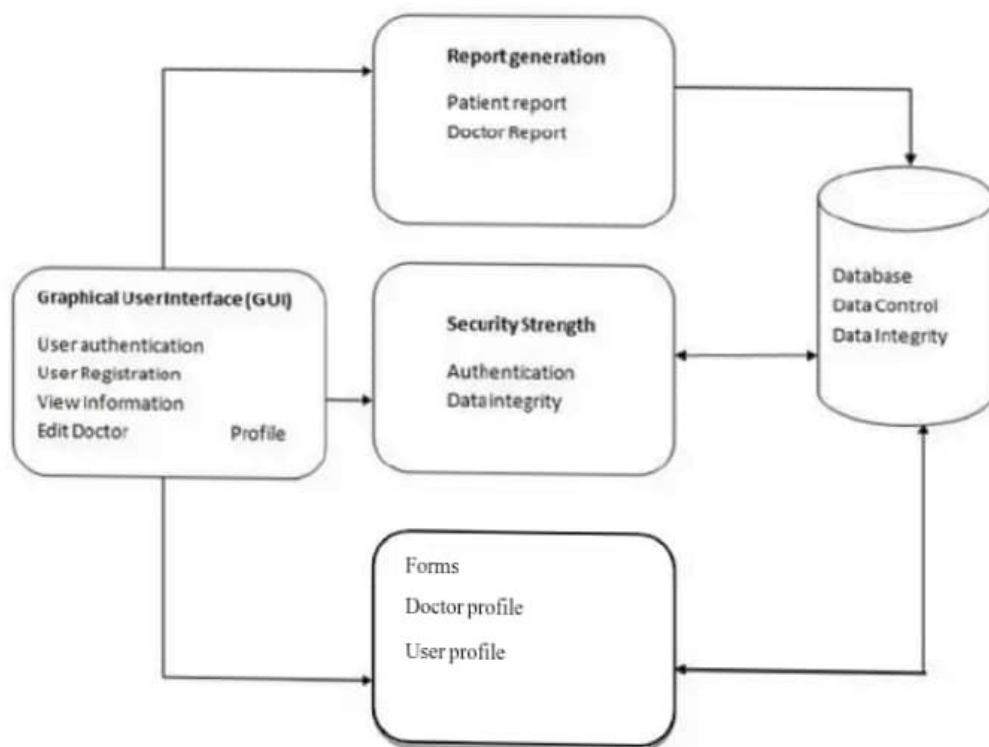 Report generation
Patient report
Doctor Report
Graphical User Interface (GUI)
User authentication
User Registration
View Information
Edit Doctor Profile
Security Strength
Authentication
Data integrity
Database
Data Control
Data Integrity
Forms
Doctor profile
User profile